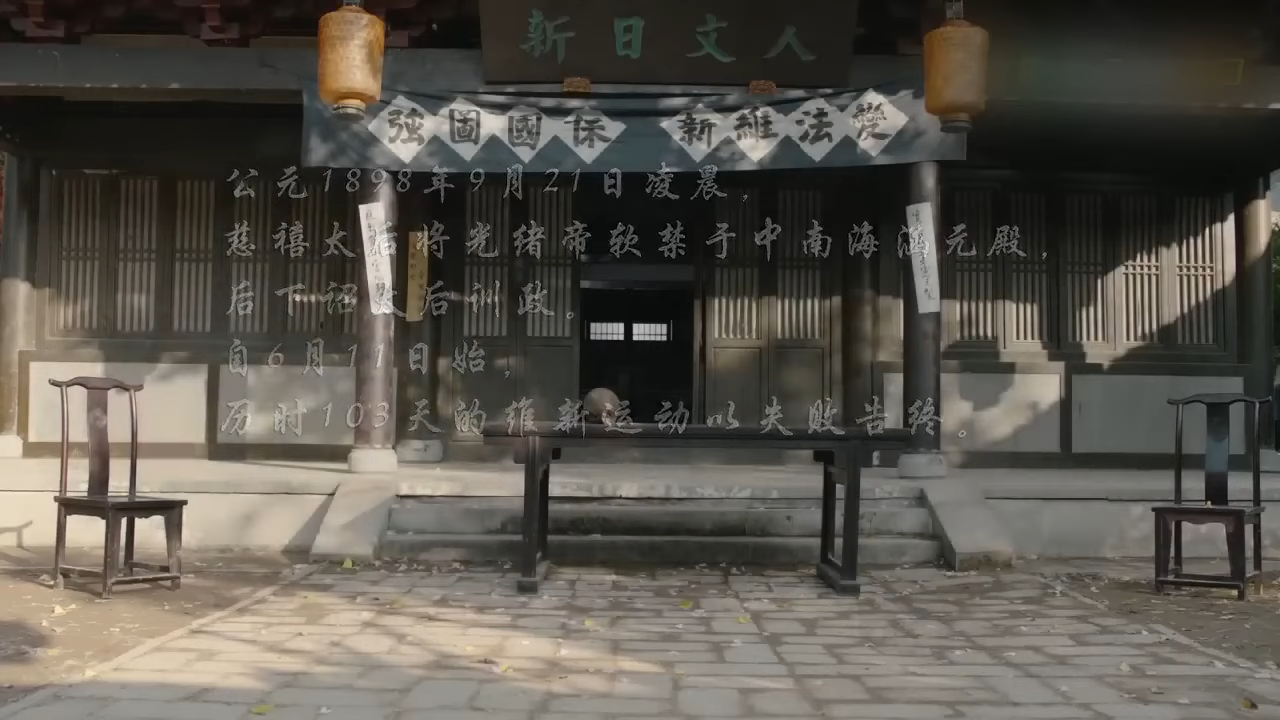 人文日新
變法維新 保國圖強
公元1898年9月21日凌晨，
慈禧太后将光绪帝软禁于中南海涵元殿，
后下诏太后训政。
自6月11日始，
历时103天的维新运动以失败告终。